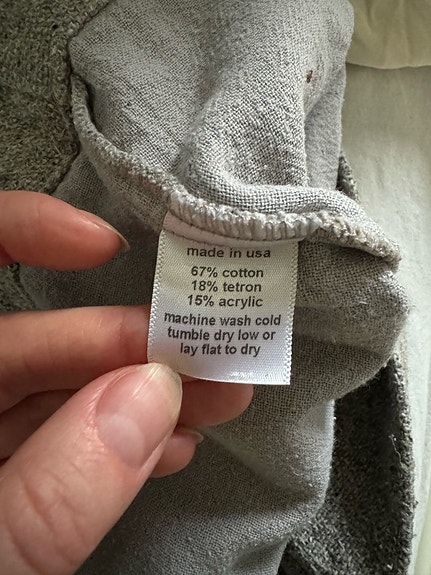 made in usa
67% cotton
18% tetron
15% acrylic
machine wash cold
tumble dry low or
lay flat to dry